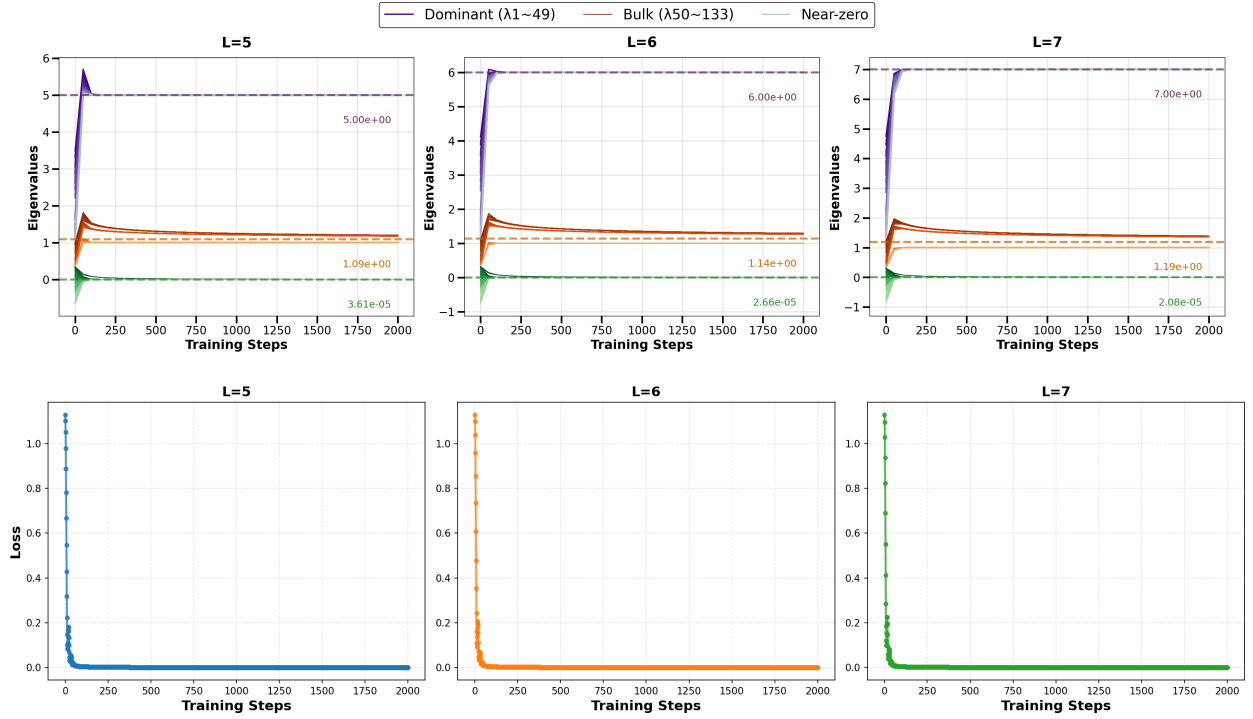 Dominant (λ1~49) Bulk (λ50~133) Near-zero
L=5 L=6 L=7
Eigenvalues
6
5
4
3
2
1
0
5.00e+00
1.09e+00
3.61e-05
0 250 500 750 1000 1250 1500 1750 2000
Training Steps
Eigenvalues
6
5
4
3
2
1
0
−1
6.00e+00
1.14e+00
2.66e-05
0 250 500 750 1000 1250 1500 1750 2000
Training Steps
Eigenvalues
7
6
5
4
3
2
1
0
−1
7.00e+00
1.19e+00
2.08e-05
0 250 500 750 1000 1250 1500 1750 2000
Training Steps
L=5 L=6 L=7
Loss
1.0
0.8
0.6
0.4
0.2
0.0
0 250 500 750 1000 1250 1500 1750 2000
Training Steps
1.0
0.8
0.6
0.4
0.2
0.0
0 250 500 750 1000 1250 1500 1750 2000
Training Steps
1.0
0.8
0.6
0.4
0.2
0.0
0 250 500 750 1000 1250 1500 1750 2000
Training Steps